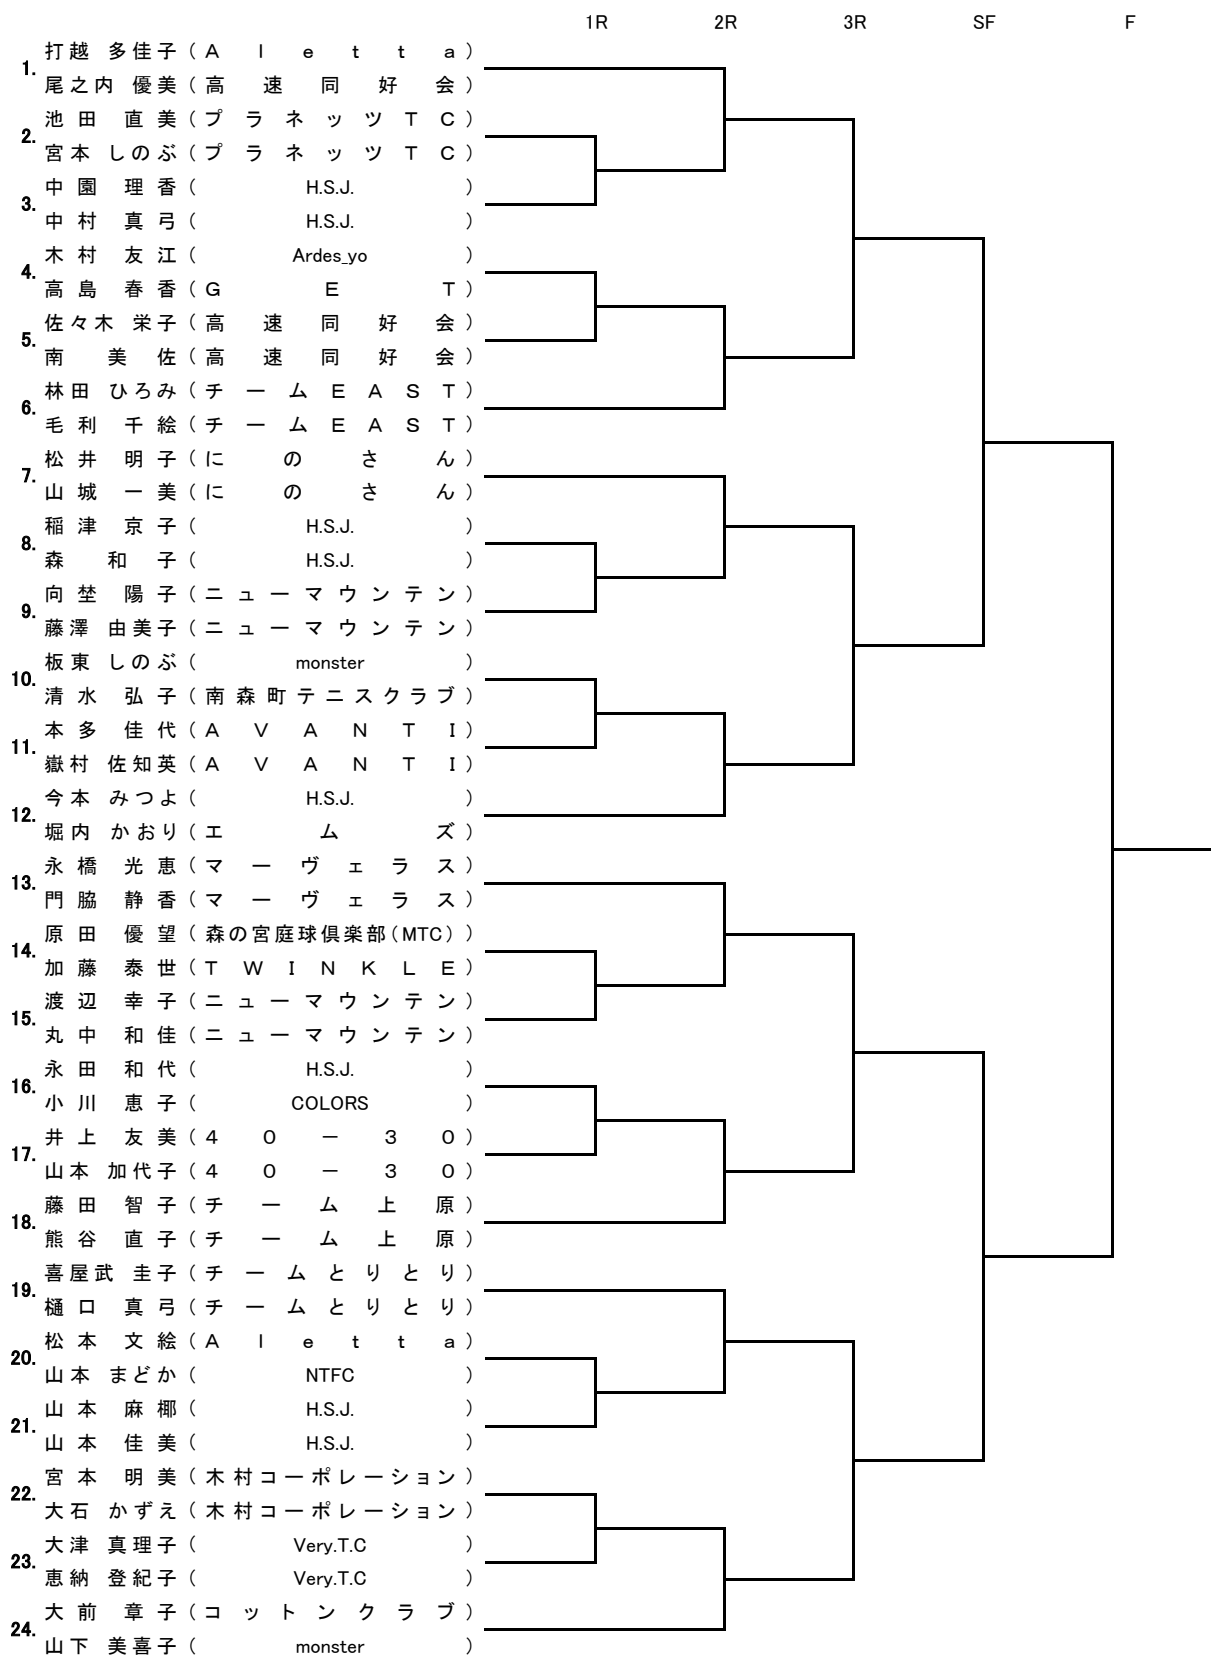 1R 2R 3R SF F
打越 多佳子(Aletta)
1.
尾之内 優美(高速同好会)
池田 直美(プラネッツTC)
2.
宮本 しのぶ(プラネッツTC)
中園 理香(H.S.J.)
3.
中村 真弓(H.S.J.)
木村 友江(Ardes_yo)
4.
高島 春香(GET)
佐々木 栄子(高速同好会)
5.
南 美佐(高速同好会)
林田 ひろみ(チームEAST)
6.
毛利 千絵(チームEAST)
松井 明子(にのさん)
7.
山城 一美(にのさん)
稲津 京子(H.S.J.)
8.
森 和子(H.S.J.)
向埜 陽子(ニューマウンテン)
9.
藤澤 由美子(ニューマウンテン)
板東 しのぶ(monster)
10.
清水 弘子(南森町テニスクラブ)
本多 佳代(AVANTI)
11.
嶽村 佐知英(AVANTI)
今本 みつよ(H.S.J.)
12.
堀内 かおり(エムズ)
永橋 光恵(マーヴェラス)
13.
門脇 静香(マーヴェラス)
原田 優望(森の宮庭球倶楽部(MTC))
14.
加藤 泰世(TWINKLE)
渡辺 幸子(ニューマウンテン)
15.
丸中 和佳(ニューマウンテン)
永田 和代(H.S.J.)
16.
小川 恵子(COLORS)
井上 友美(40-30)
17.
山本 加代子(40-30)
藤田 智子(チーム上原)
18.
熊谷 直子(チーム上原)
喜屋武 圭子(チームとりとり)
19.
樋口 真弓(チームとりとり)
松本 文絵(Aletta)
20.
山本 まどか(NTFC)
山本 麻椰(H.S.J.)
21.
山本 佳美(H.S.J.)
宮本 明美(木村コーポレーション)
22.
大石 かずえ(木村コーポレーション)
大津 真理子(Very.T.C)
23.
恵納 登紀子(Very.T.C)
大前 章子(コットンクラブ)
24.
山下 美喜子(monster)